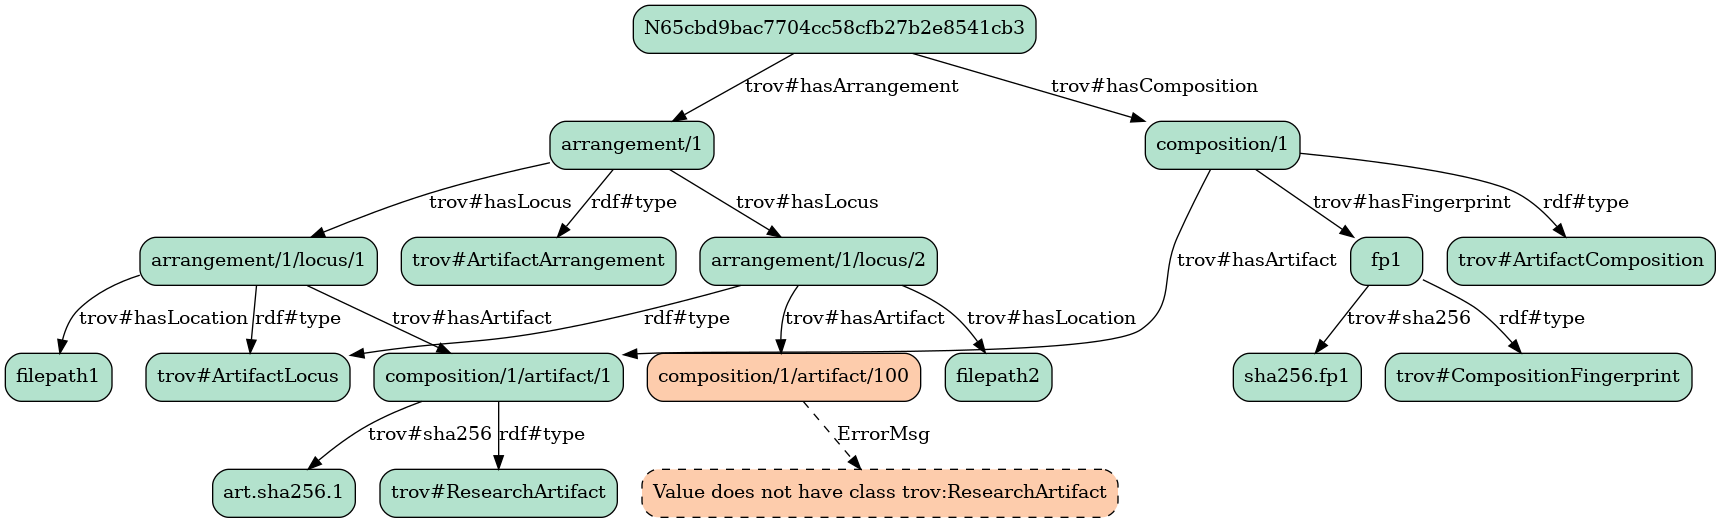 N65cbd9bac7704cc58cfb27b2e8541cb3
trov#hasArrangement
trov#hasComposition
arrangement/1
composition/1
trov#hasLocus
rdf#type
trov#hasLocus
trov#hasFingerprint
rdf#type
arrangement/1/locus/1
trov#ArtifactArrangement
arrangement/1/locus/2
trov#hasArtifact
fp1
trov#ArtifactComposition
trov#hasLocation
rdf#type
trov#hasArtifact
rdf#type
trov#hasArtifact
trov#hasLocation
trov#sha256
rdf#type
filepath1
trov#ArtifactLocus
composition/1/artifact/1
composition/1/artifact/100
filepath2
sha256.fp1
trov#CompositionFingerprint
trov#sha256
rdf#type
ErrorMsg
art.sha256.1
trov#ResearchArtifact
Value does not have class trov:ResearchArtifact